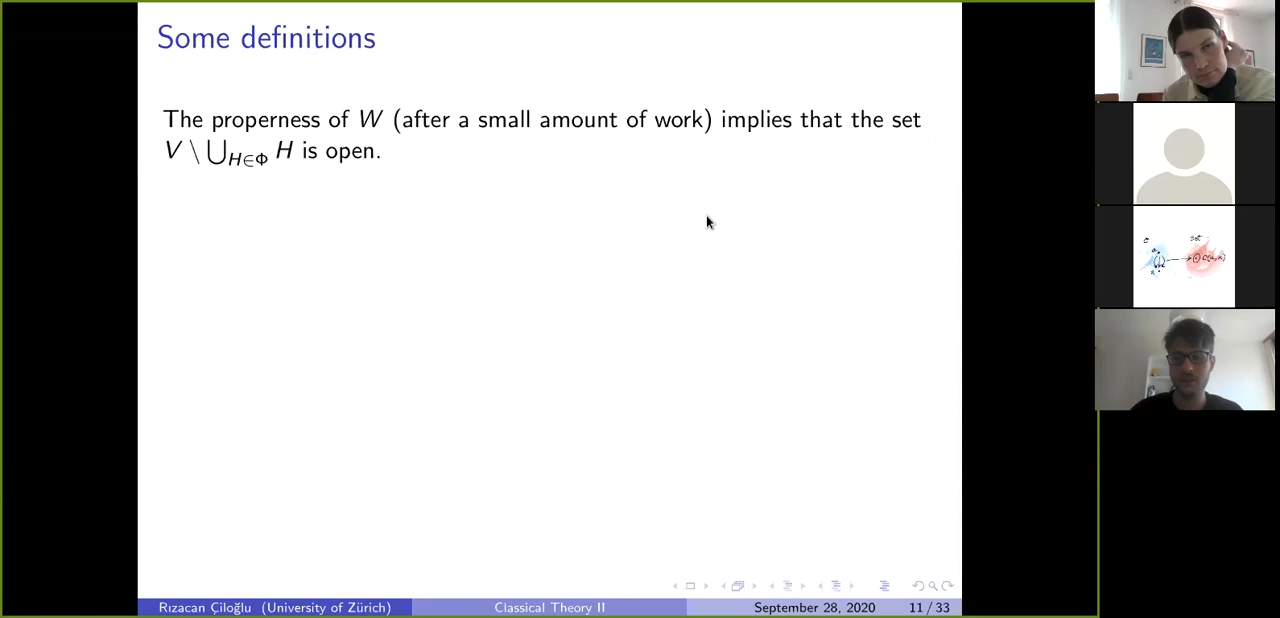 Some definitions
The properness of W (after a small amount of work) implies that the set
V \ ⋃_{H∈Φ} H is open.
Rızacan Çiloğlu (University of Zürich) Classical Theory II September 28, 2020 11 / 33